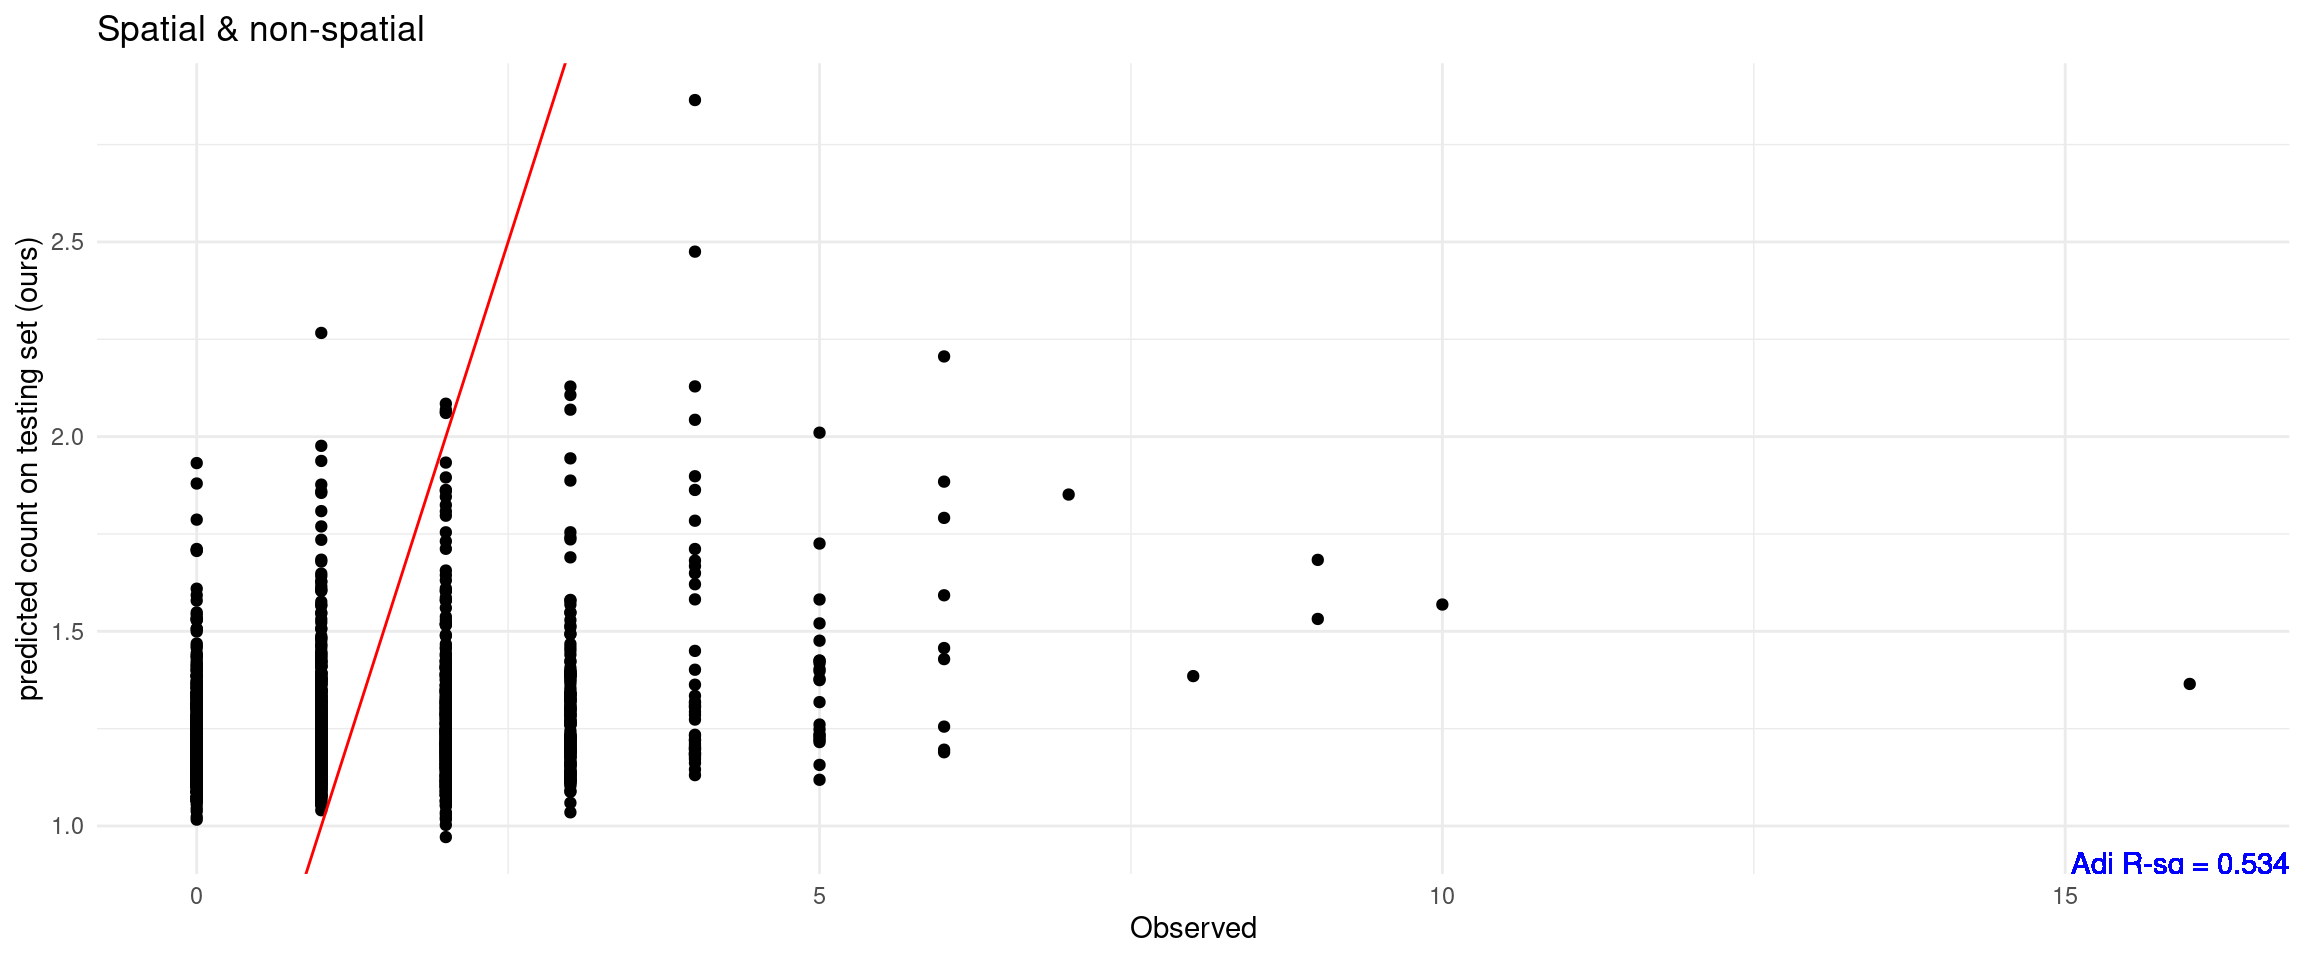 Spatial & non-spatial
predicted count on testing set (ours)
2.5
2.0
1.5
1.0
Adj R-sq = 0.534
0 5 10 15
Observed